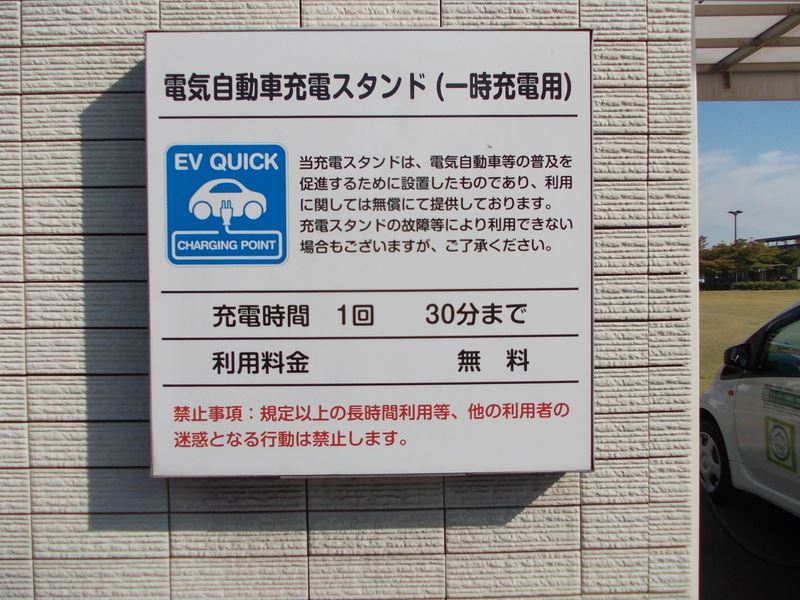 電気自動車充電スタンド(一時充電用)
EV QUICK
CHARGING POINT
当充電スタンドは、電気自動車等の普及を
促進するために設置したものであり、利用
に関しては無償にて提供しております。
充電スタンドの故障等により利用できない
場合もございますが、ご了承ください。
充電時間 1回 30分まで
利用料金 無 料
禁止事項：規定以上の長時間利用等、他の利用者の
迷惑となる行動は禁止します。